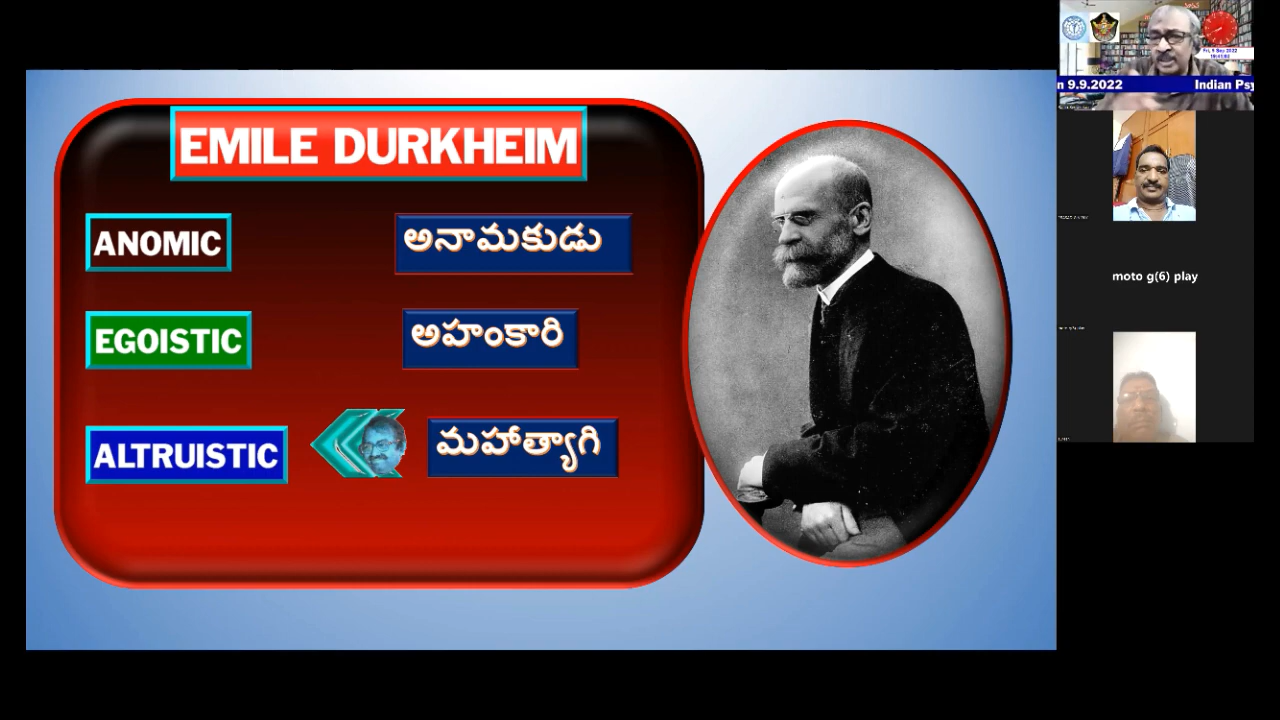 EMILE DURKHEIM
ANOMIC
అనామకుడు
EGOISTIC
అహంకారి
ALTRUISTIC
మహాత్యాగి
n 9.9.2022
Indian Psy
moto g(6) play